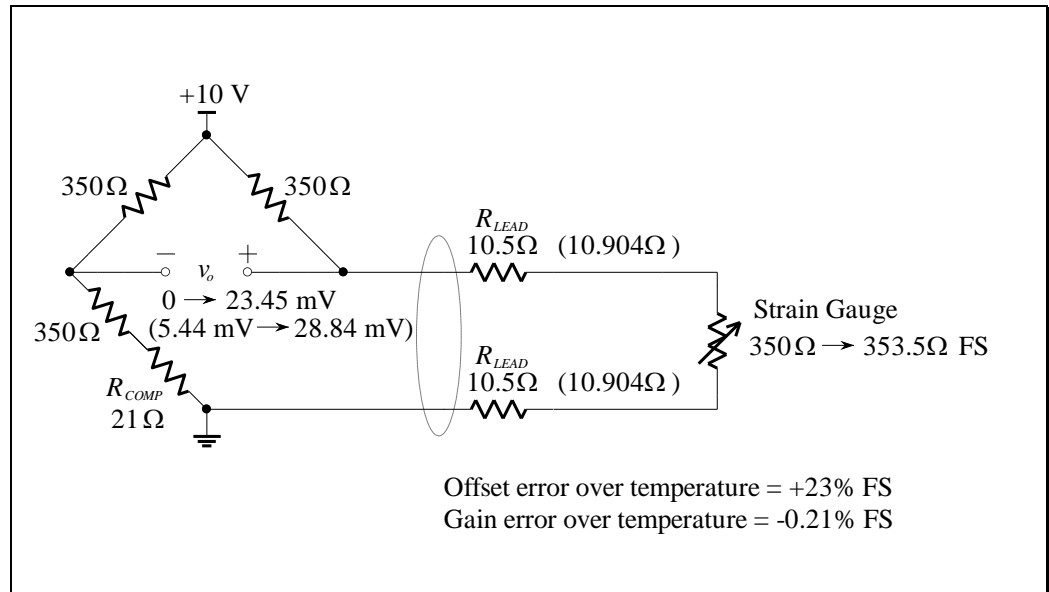 +10 V
350Ω
350Ω
R_LEAD
10.5Ω (10.904Ω )
− v_o +
0 → 23.45 mV
(5.44 mV → 28.84 mV)
350Ω
Strain Gauge
350Ω → 353.5Ω FS
R_LEAD
10.5Ω (10.904Ω )
R_COMP
21Ω
Offset error over temperature = +23% FS
Gain error over temperature = -0.21% FS